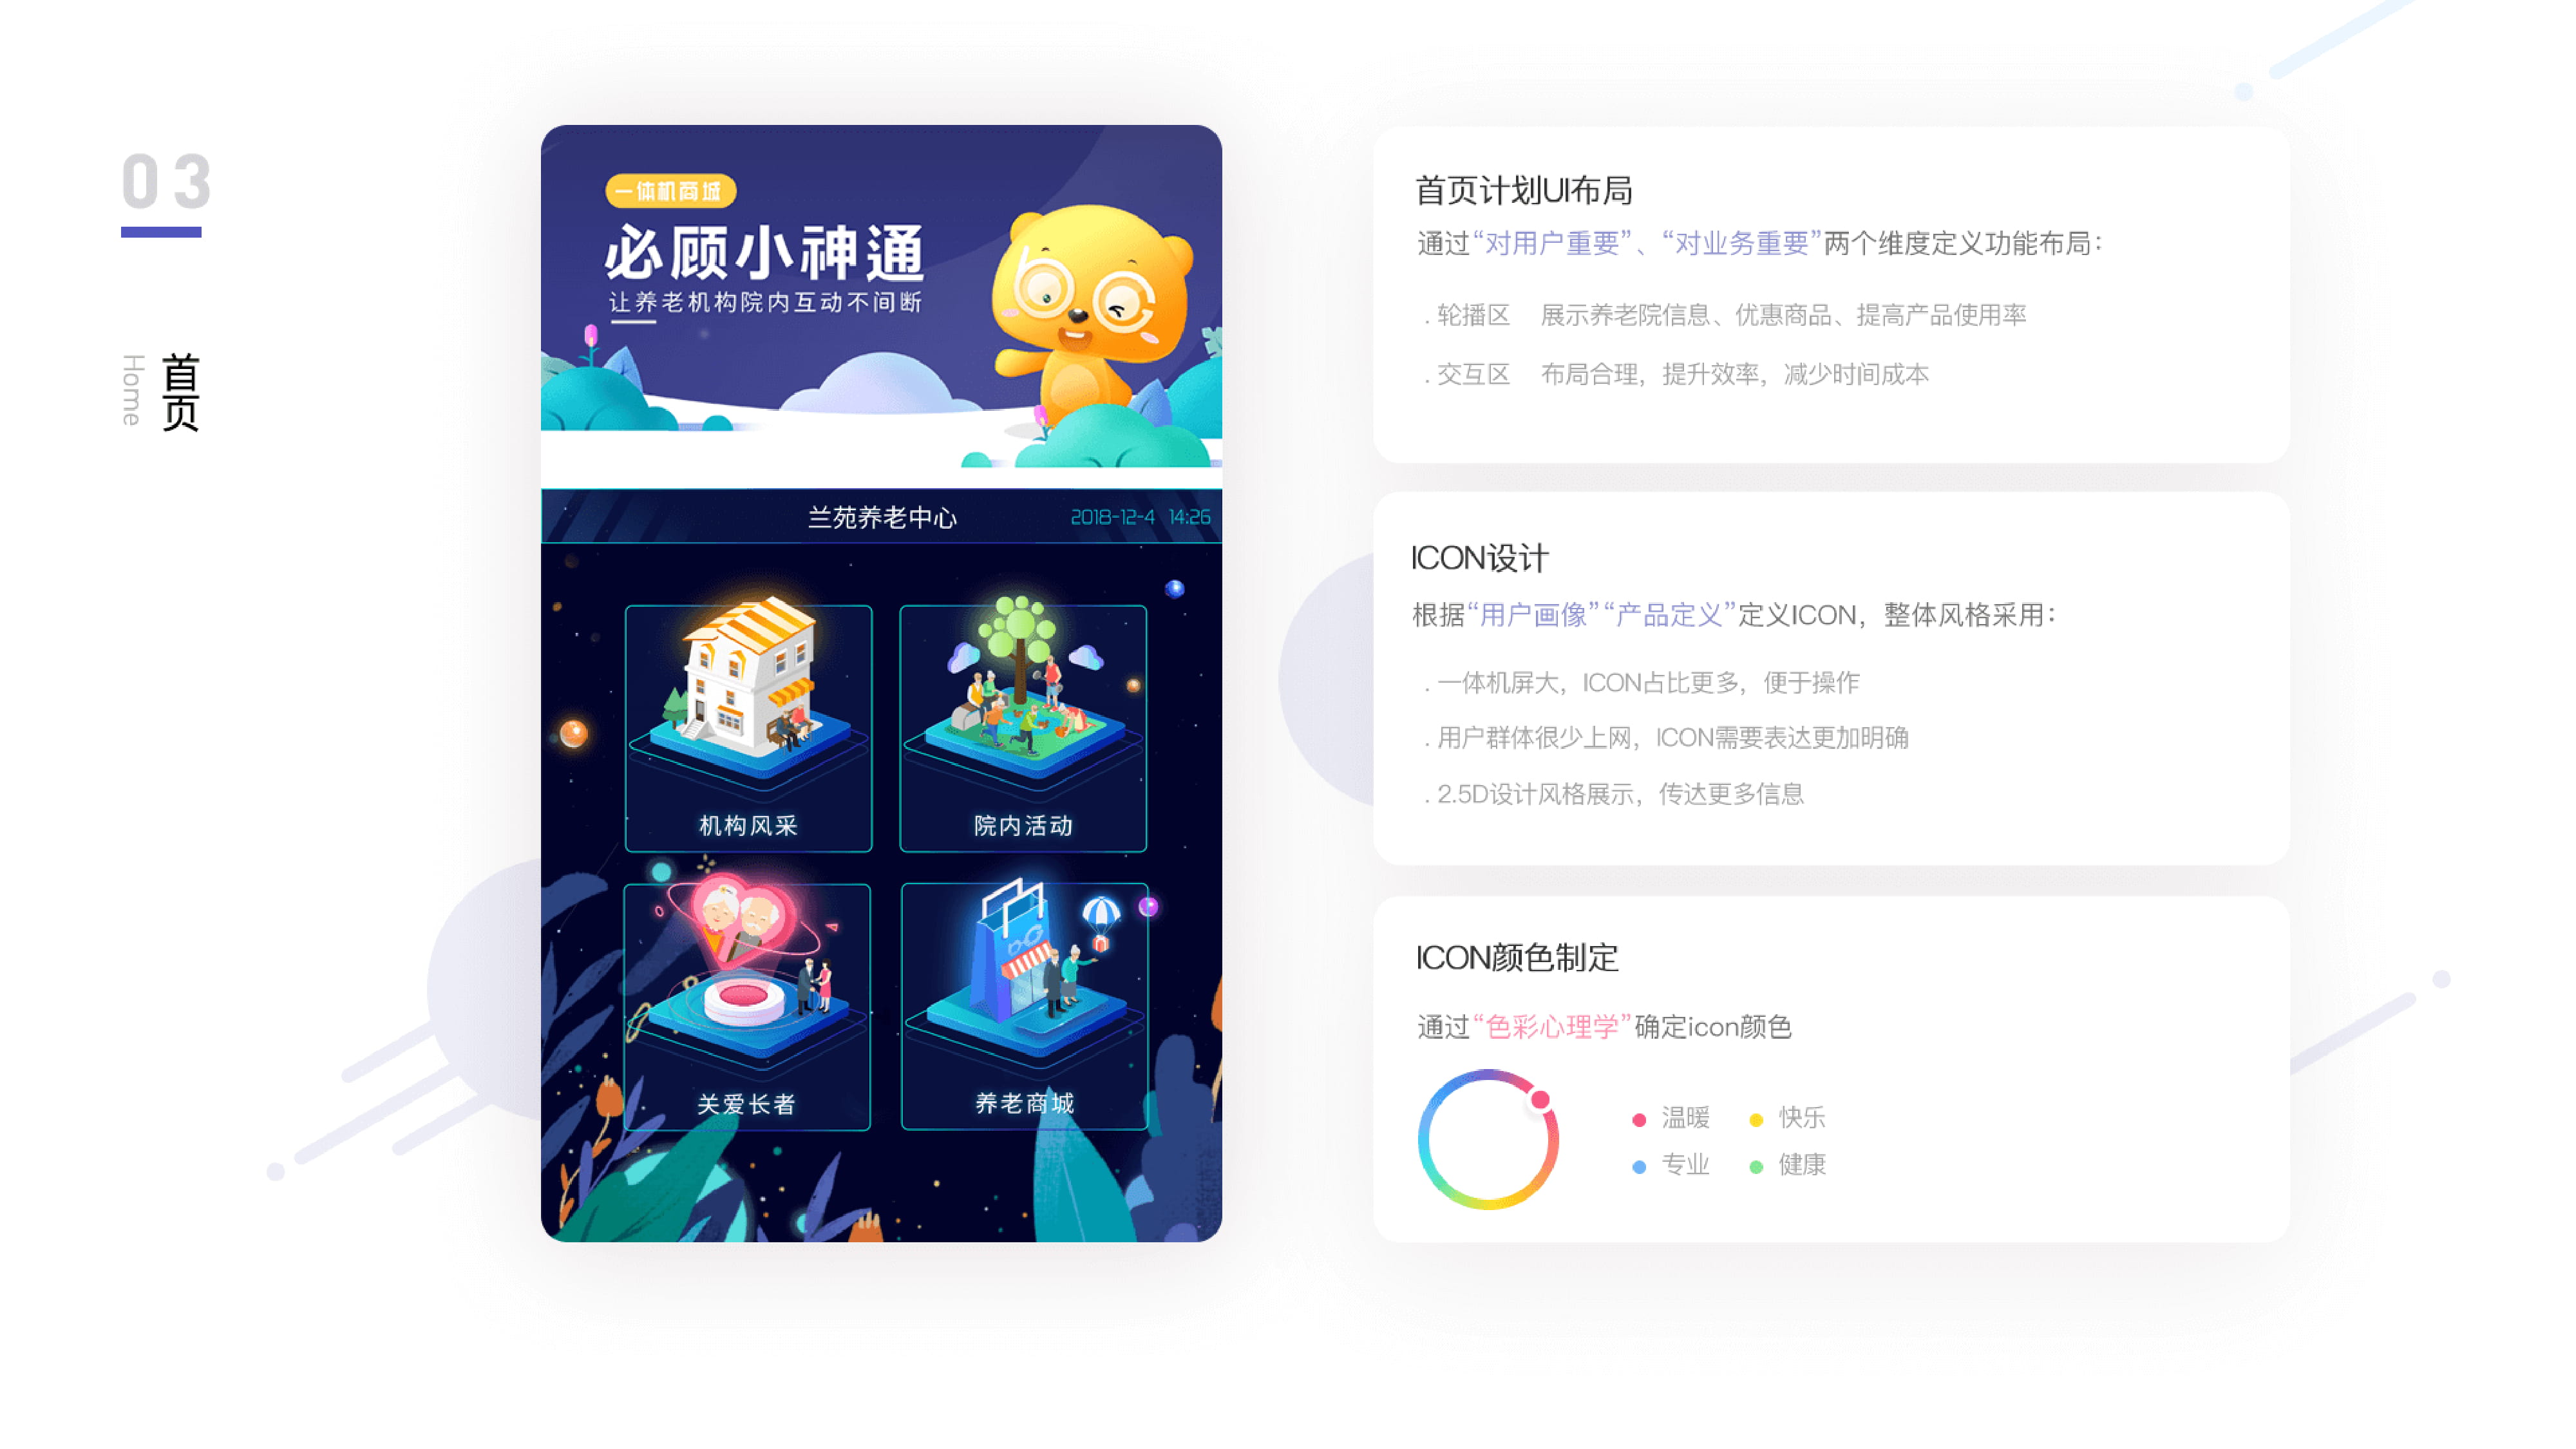 03
首页
Home
一体机商城
必顾小神通
让养老机构院内互动不间断
兰苑养老中心 2018-12-4 14:26
机构风采
院内活动
关爱长者
养老商城
首页计划UI布局
通过“对用户重要”、“对业务重要”两个维度定义功能布局：
. 轮播区 展示养老院信息、优惠商品、提高产品使用率
. 交互区 布局合理，提升效率，减少时间成本
ICON设计
根据“用户画像”“产品定义”定义ICON，整体风格采用：
. 一体机屏大，ICON占比更多，便于操作
. 用户群体很少上网，ICON需要表达更加明确
. 2.5D设计风格展示，传达更多信息
ICON颜色制定
通过“色彩心理学”确定icon颜色
温暖 快乐
专业 健康